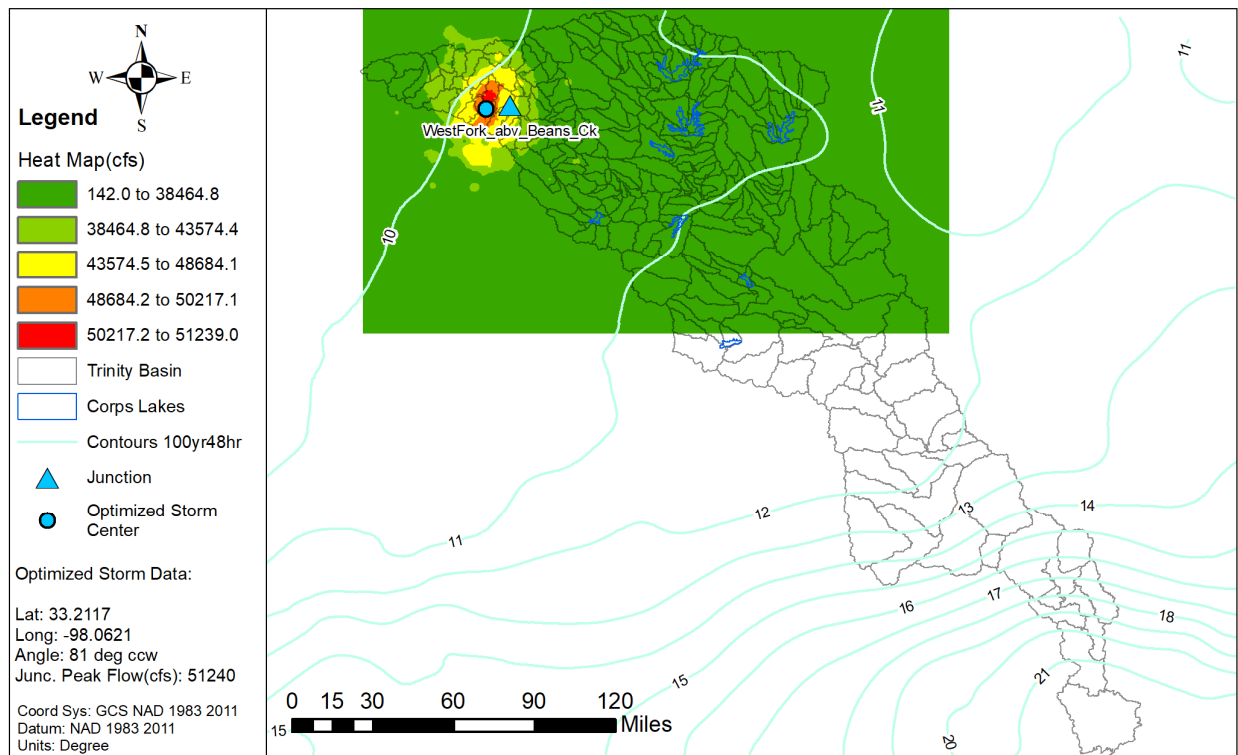 N
W E
S
Legend
Heat Map(cfs)
142.0 to 38464.8
38464.8 to 43574.4
43574.5 to 48684.1
48684.2 to 50217.1
50217.2 to 51239.0
Trinity Basin
Corps Lakes
Contours 100yr48hr
Junction
Optimized Storm
Center
Optimized Storm Data:
Lat: 33.2117
Long: -98.0621
Angle: 81 deg ccw
Junc. Peak Flow(cfs): 51240
Coord Sys: GCS NAD 1983 2011
Datum: NAD 1983 2011
Units: Degree
11
11
WestFork_abv_Beans_Ck
10
12
13
14
11
16
17
18
15
21
20
15
0 15 30 60 90 120
Miles